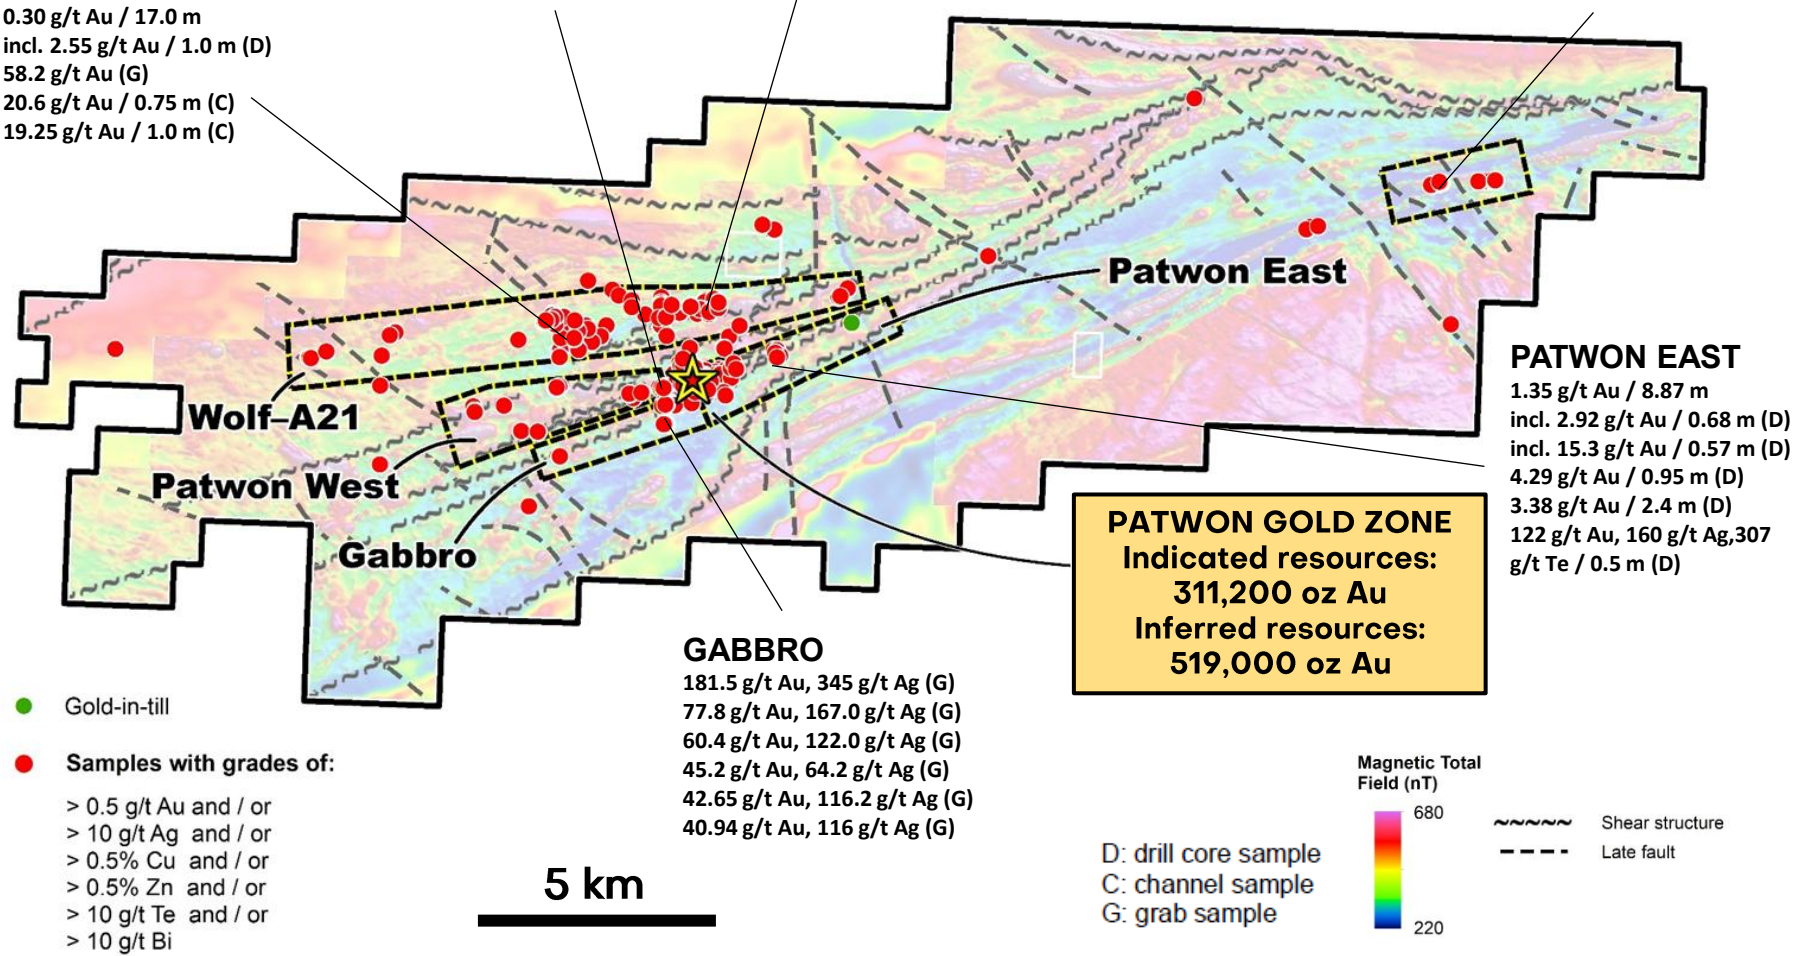 0.30 g/t Au / 17.0 m
incl. 2.55 g/t Au / 1.0 m (D)
58.2 g/t Au (G)
20.6 g/t Au / 0.75 m (C)
19.25 g/t Au / 1.0 m (C)
Patwon East
Wolf–A21
Patwon West
Gabbro
PATWON EAST
1.35 g/t Au / 8.87 m
incl. 2.92 g/t Au / 0.68 m (D)
incl. 15.3 g/t Au / 0.57 m (D)
4.29 g/t Au / 0.95 m (D)
3.38 g/t Au / 2.4 m (D)
122 g/t Au, 160 g/t Ag,307
g/t Te / 0.5 m (D)
PATWON GOLD ZONE
Indicated resources:
311,200 oz Au
Inferred resources:
519,000 oz Au
GABBRO
181.5 g/t Au, 345 g/t Ag (G)
77.8 g/t Au, 167.0 g/t Ag (G)
60.4 g/t Au, 122.0 g/t Ag (G)
45.2 g/t Au, 64.2 g/t Ag (G)
42.65 g/t Au, 116.2 g/t Ag (G)
40.94 g/t Au, 116 g/t Ag (G)
Gold-in-till
Samples with grades of:
> 0.5 g/t Au and / or
> 10 g/t Ag and / or
> 0.5% Cu and / or
> 0.5% Zn and / or
> 10 g/t Te and / or
> 10 g/t Bi
5 km
D: drill core sample
C: channel sample
G: grab sample
Magnetic Total
Field (nT)
680
220
Shear structure
Late fault